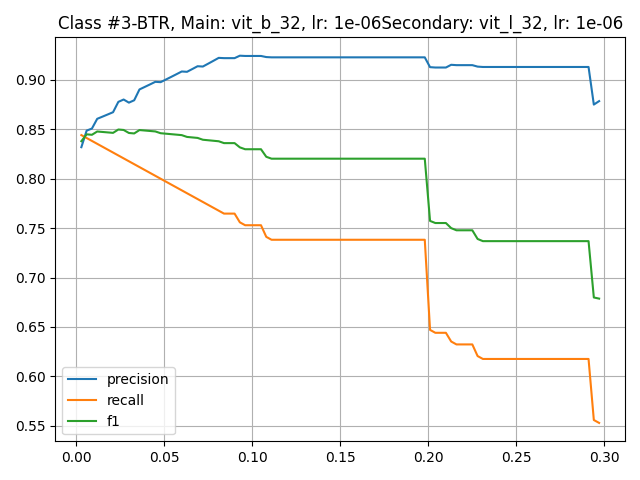 Class #3-BTR, Main: vit_b_32, lr: 1e-06Secondary: vit_l_32, lr: 1e-06
0.90
0.85
0.80
0.75
0.70
0.65
0.60
0.55
precision
recall
f1
0.00 0.05 0.10 0.15 0.20 0.25 0.30